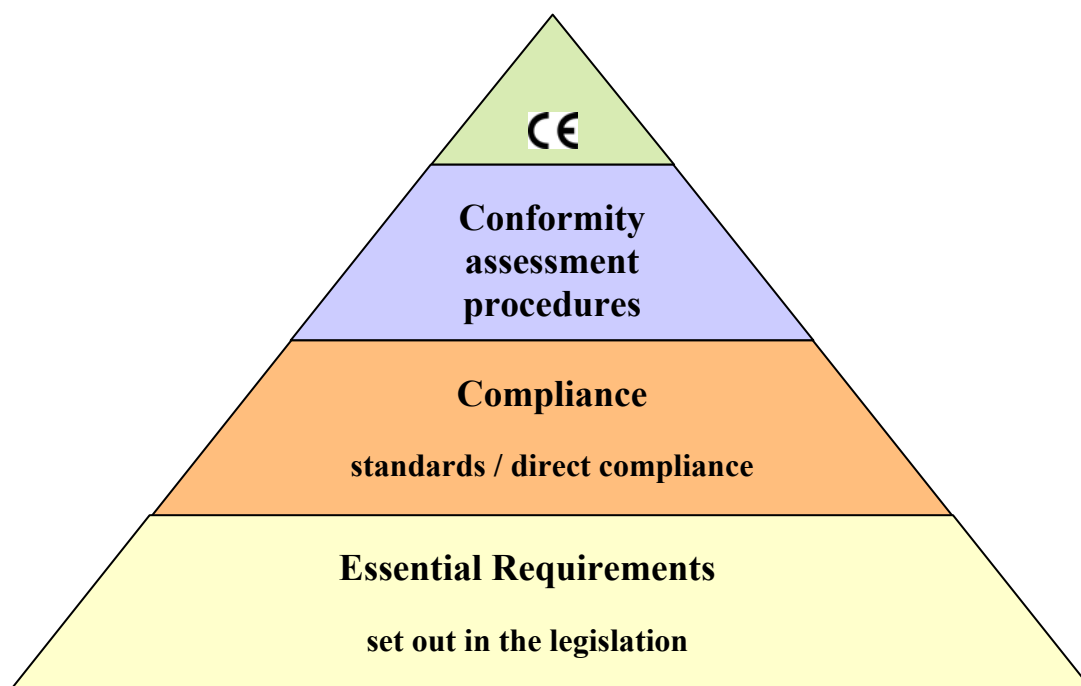 CE
Conformity
assessment
procedures
Compliance
standards / direct compliance
Essential Requirements
set out in the legislation